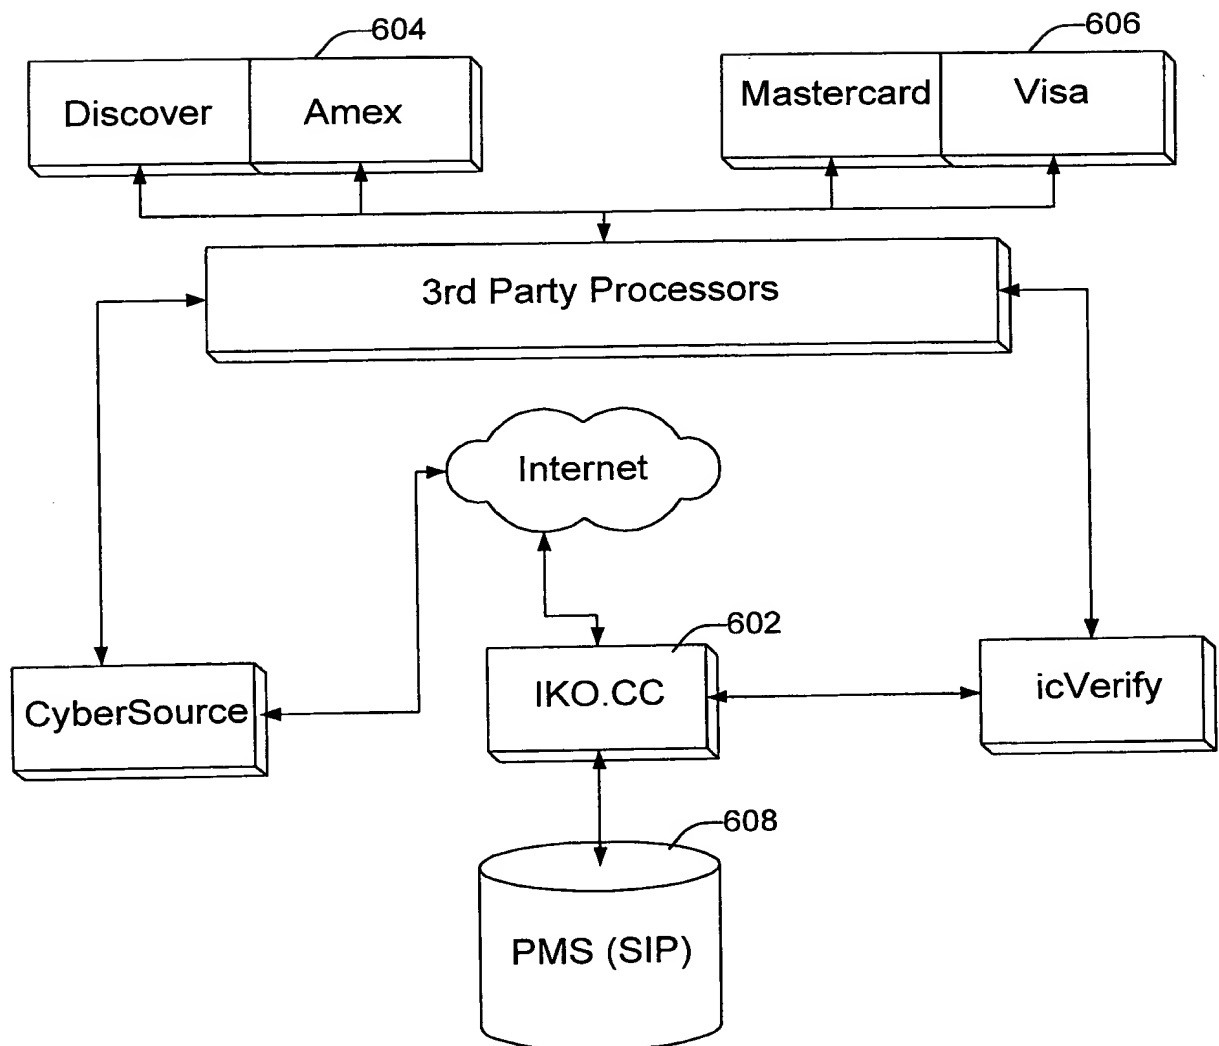 604
606
Discover
Amex
Mastercard
Visa
3rd Party Processors
Internet
602
CyberSource
IKO.CC
icVerify
608
PMS (SIP)